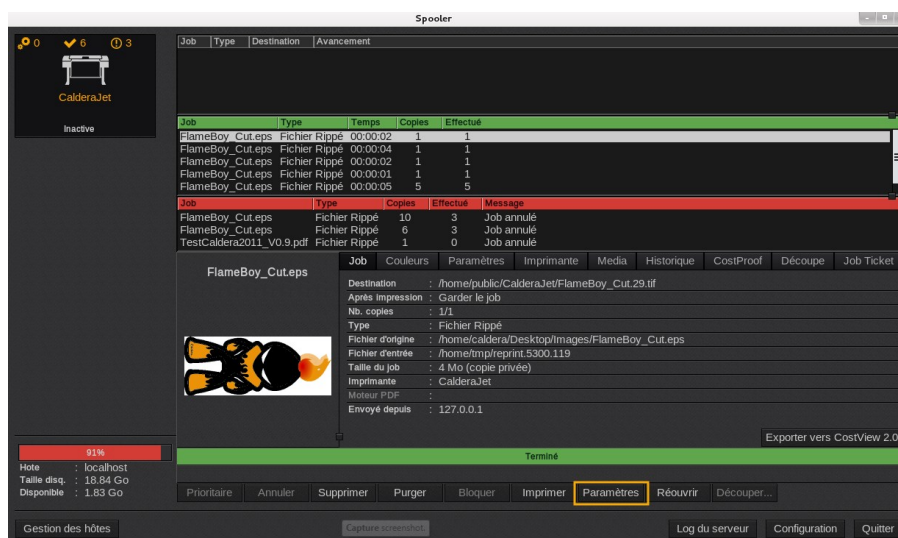 Spooler
0 6 3
CalderaJet
Inactive
Job Type Destination Avancement
Job Type Temps Copies Effectué
FlameBoy_Cut.eps Fichier Rippé 00:00:02 1 1
FlameBoy_Cut.eps Fichier Rippé 00:00:04 1 1
FlameBoy_Cut.eps Fichier Rippé 00:00:02 1 1
FlameBoy_Cut.eps Fichier Rippé 00:00:01 1 1
FlameBoy_Cut.eps Fichier Rippé 00:00:05 5 5
Job Type Copies Effectué Message
FlameBoy_Cut.eps Fichier Rippé 10 3 Job annulé
FlameBoy_Cut.eps Fichier Rippé 6 3 Job annulé
TestCaldera2011_V0.9.pdf Fichier Rippé 1 0 Job annulé
FlameBoy_Cut.eps
Job Couleurs Paramètres Imprimante Media Historique CostProof Découpe Job Ticket
Destination : /home/public/CalderaJet/FlameBoy_Cut.29.tif
Après impression : Garder le job
Nb. copies : 1/1
Type : Fichier Rippé
Fichier d'origine : /home/caldera/Desktop/Images/FlameBoy_Cut.eps
Fichier d'entrée : /home/tmp/reprint.5300.119
Taille du job : 4 Mo (copie privée)
Imprimante : CalderaJet
Moteur PDF :
Envoyé depuis : 127.0.0.1
Exporter vers CostView 2.0
Terminé
91%
Hote : localhost
Taille disq. : 18.84 Go
Disponible : 1.83 Go
Prioritaire Annuler Supprimer Purger Bloquer Imprimer Paramètres Réouvrir Découper...
Gestion des hôtes Capture screenshot. Log du serveur Configuration Quitter